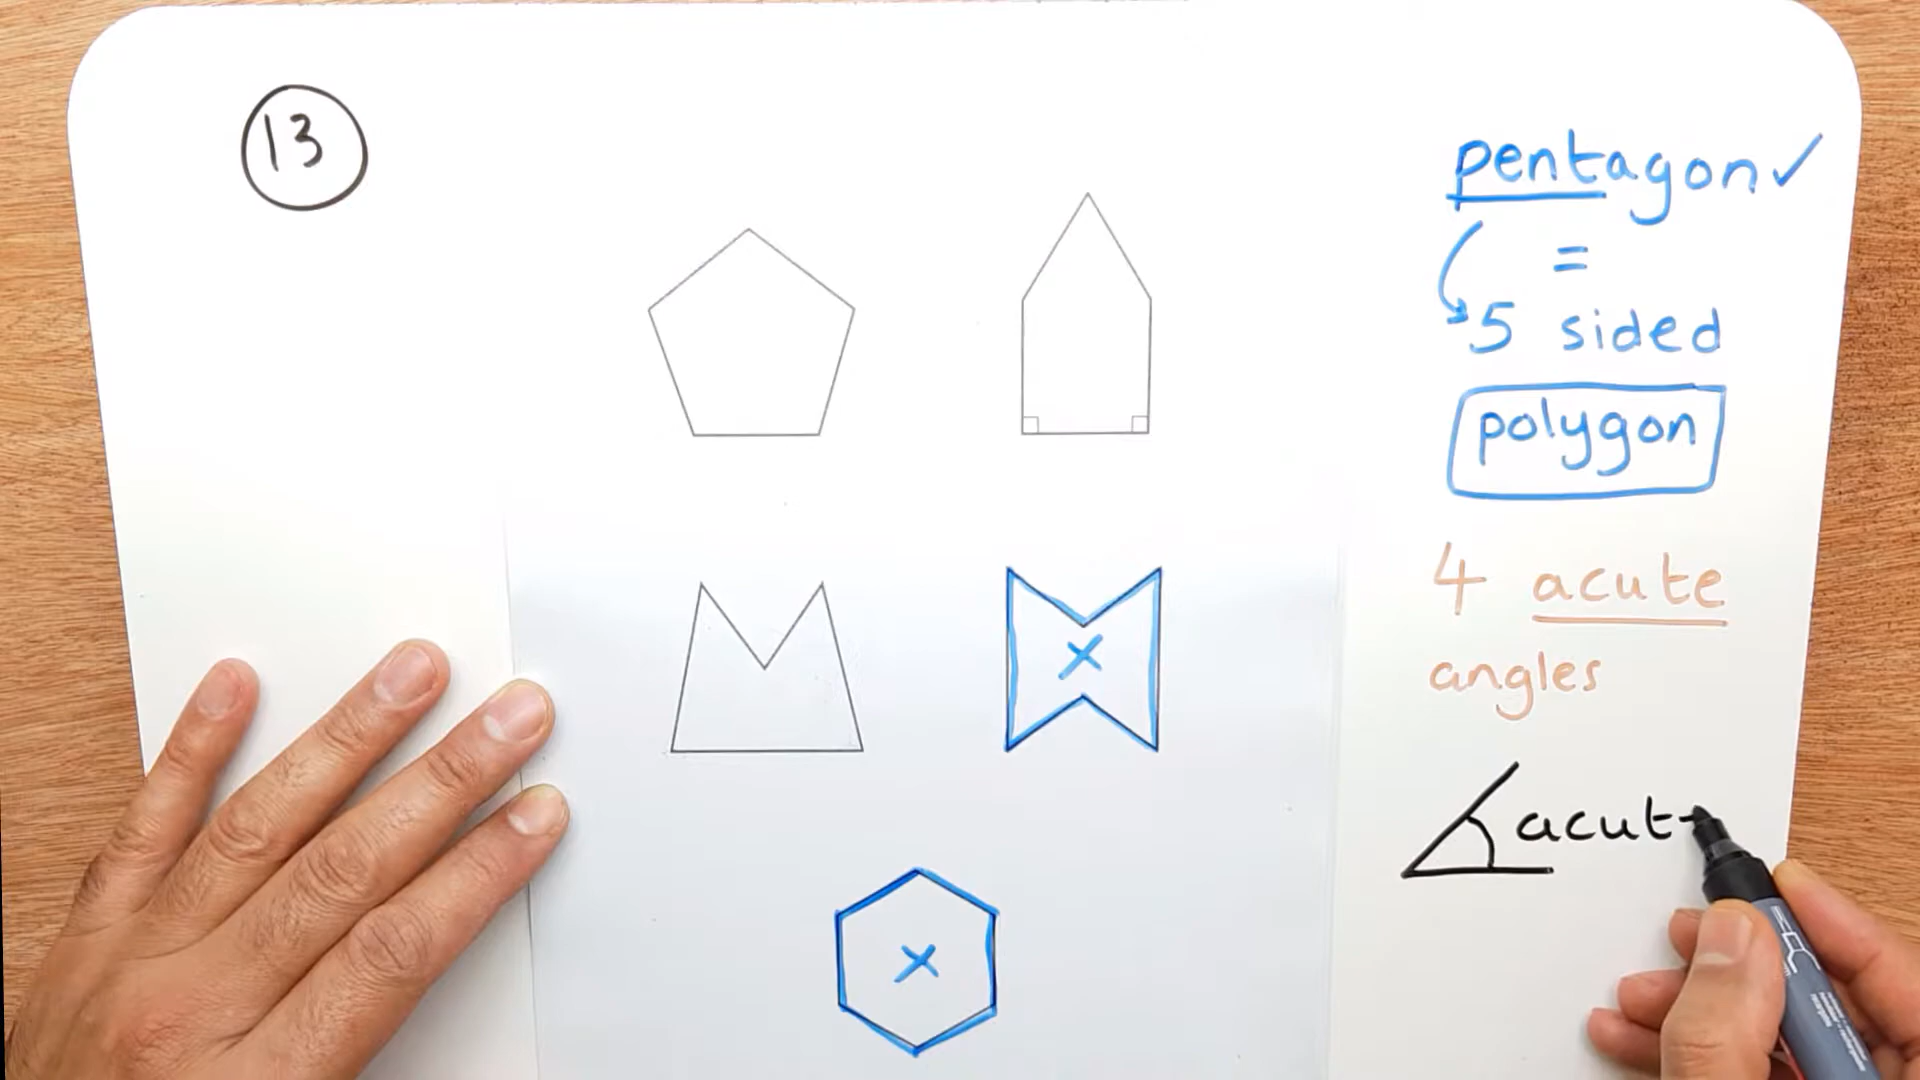 13
pentagon✓
=
5 sided
polygon
4 acute
angles
acut